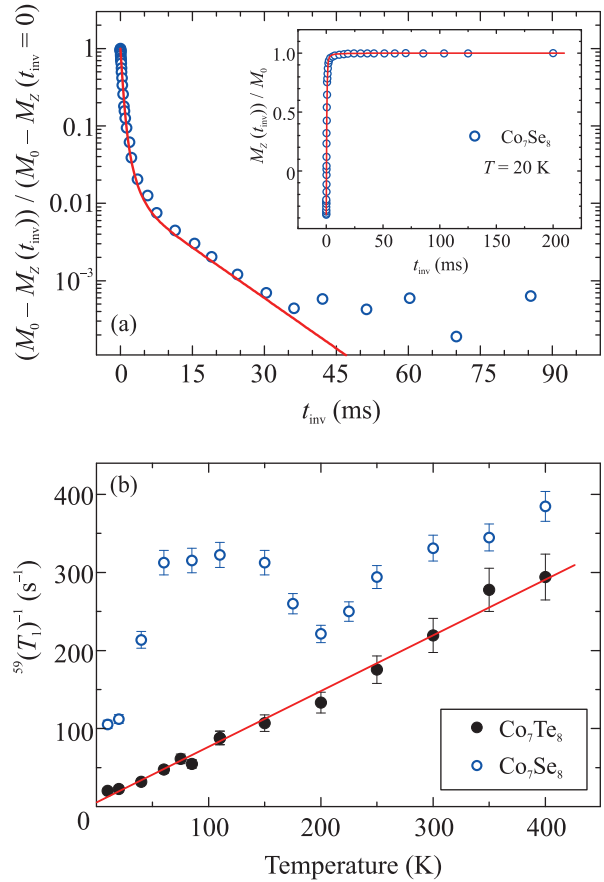 (M₀ − M_Z (t_inv)) / (M₀ − M_Z (t_inv = 0)
1
0.1
0.01
10⁻³
(a)
0 15 30 45 60 75 90
t_inv (ms)
M_Z (t_inv)) / M₀
1.0
0.5
0
Co₇Se₈
T = 20 K
0 50 100 150 200
t_inv (ms)
(b)
⁵⁹(T₁)⁻¹ (s⁻¹)
400
300
200
100
0
Co₇Te₈
Co₇Se₈
0 100 200 300 400
Temperature (K)